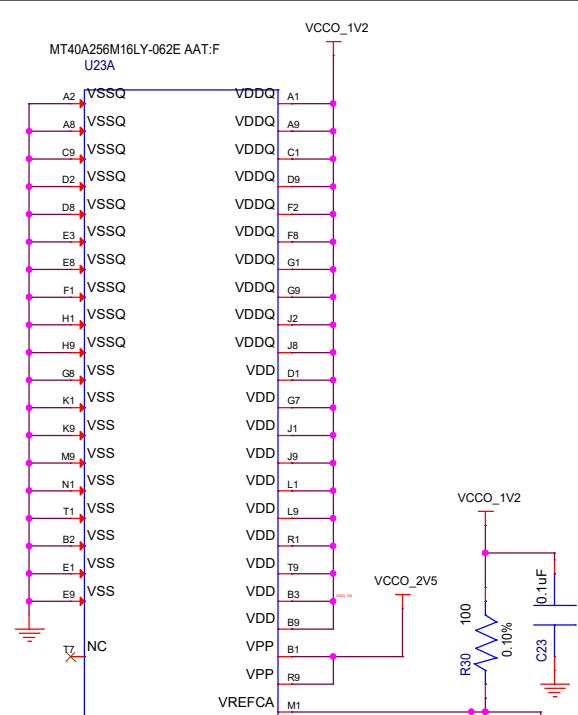 VCCO_1V2
MT40A256M16LY-062E AAT:F
U23A
A2 VSSQ VDDQ A1
A8 VSSQ VDDQ A9
C9 VSSQ VDDQ C1
D2 VSSQ VDDQ D9
D8 VSSQ VDDQ F2
E3 VSSQ VDDQ F8
E8 VSSQ VDDQ G1
F1 VSSQ VDDQ G9
H1 VSSQ VDDQ J2
H9 VSSQ VDDQ J8
G8 VSS VDD D1
K1 VSS VDD G7
K9 VSS VDD J1
M9 VSS VDD J9
N1 VSS VDD L1
T1 VSS VDD L9
B2 VSS VDD R1
E1 VSS VDD T9
E9 VSS VDD B3
VDD B9
T7 NC VPP B1
VPP R9
VREFCA M1
VCCO_2V5
VCCO_1V2
R30
100
0.10%
C23
0.1uF